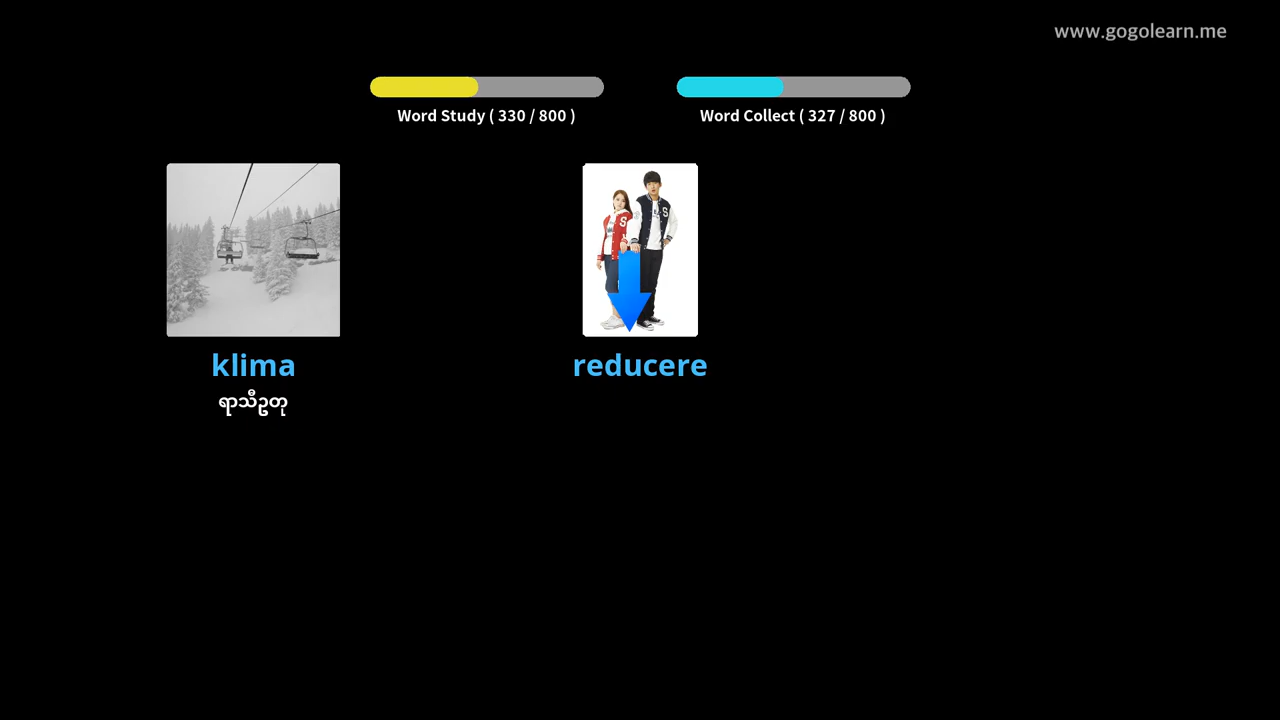 www.gogolearn.me
Word Study ( 330 / 800 )
Word Collect ( 327 / 800 )
klima
ရာသီဥတု
reducere